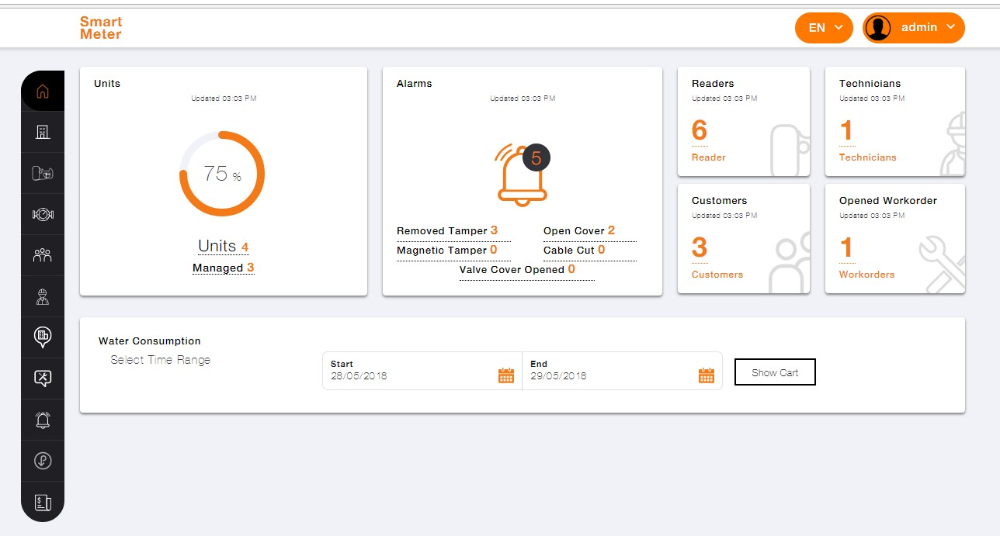 Smart
Meter
EN
admin
Units
Updated 03:03 PM
75 %
Units 4
Managed 3
Alarms
Updated 03:03 PM
5
Removed Tamper 3
Open Cover 2
Magnetic Tamper 0
Cable Cut 0
Valve Cover Opened 0
Readers
Updated 03:03 PM
6
Reader
Technicians
Updated 03:03 PM
1
Technicians
Customers
Updated 03:03 PM
3
Customers
Opened Workorder
Updated 03:03 PM
1
Workorders
Water Consumption
Select Time Range
Start
28/05/2018
End
29/05/2018
Show Cart